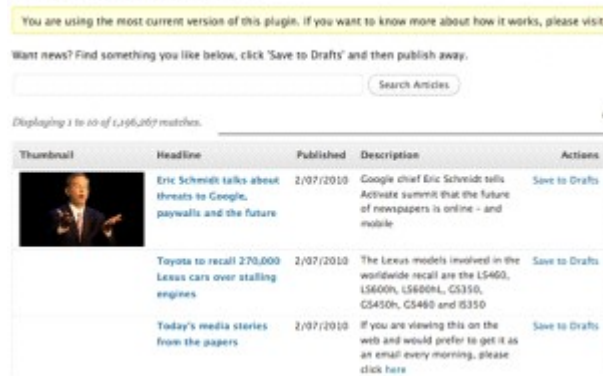 You are using the most current version of this plugin. If you want to know more about how it works, please visit
Want news? Find something you like below, click 'Save to Drafts' and then publish away.
Search Articles
Displaying 1 to 10 of 1,196,267 matches.
Thumbnail Headline Published Description Actions
Eric Schmidt talks about threats to Google, paywalls and the future
2/07/2010
Google chief Eric Schmidt tells
Activate summit that the future
of newspapers is online – and
mobile
Save to Drafts
Toyota to recall 270,000
Lexus cars over stalling
engines
2/07/2010
The Lexus models involved in the
worldwide recall are the LS460,
LS600h, LS600hL, GS350,
GS450h, GS460 and IS350
Save to Drafts
Today's media stories
from the papers
2/07/2010
If you are viewing this on the
web and would prefer to get it as
an email every morning, please
click here
Save to Drafts